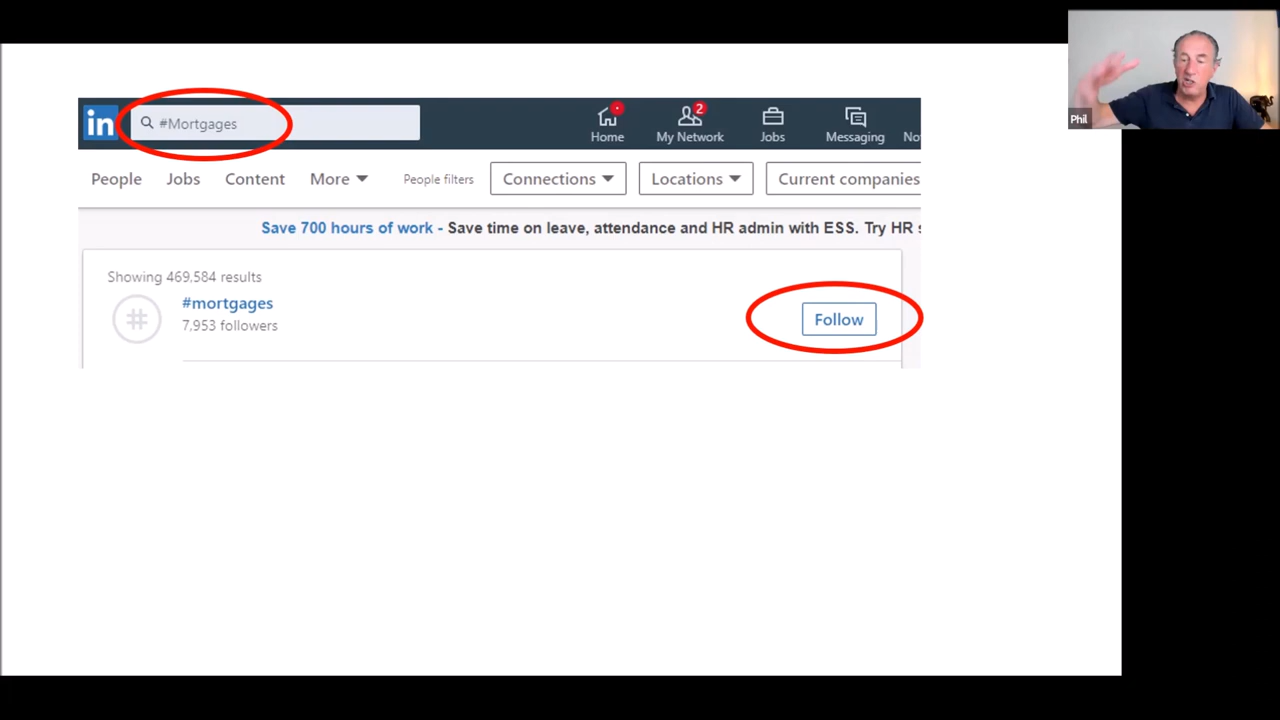 in #Mortgages
Home 2 My Network Jobs Messaging No
People Jobs Content More People filters Connections Locations Current companies
Save 700 hours of work - Save time on leave, attendance and HR admin with ESS. Try HR s
Showing 469,584 results
#mortgages
7,953 followers
Follow
Phil